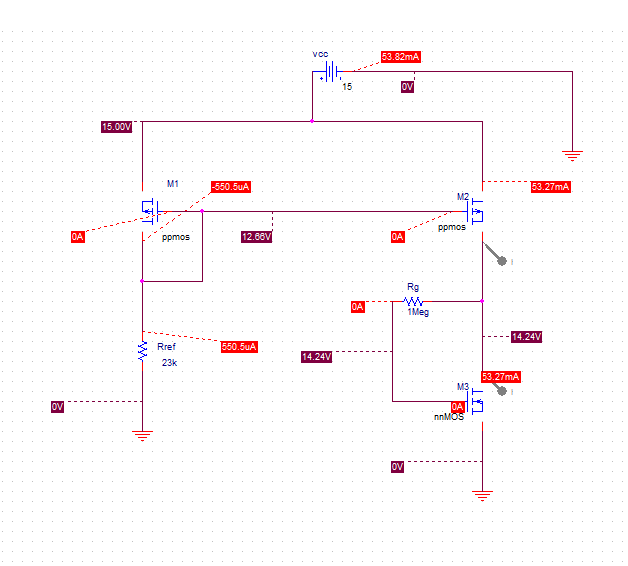 vcc
53.82mA
0V
15
15.00V
M1
-550.5uA
53.27mA
M2
0A
ppmos
12.66V
0A
ppmos
I
Rg
0A
1Meg
14.24V
Rref
550.5uA
14.24V
23k
53.27mA
M3
I
0V
0A
nnMOS
0V